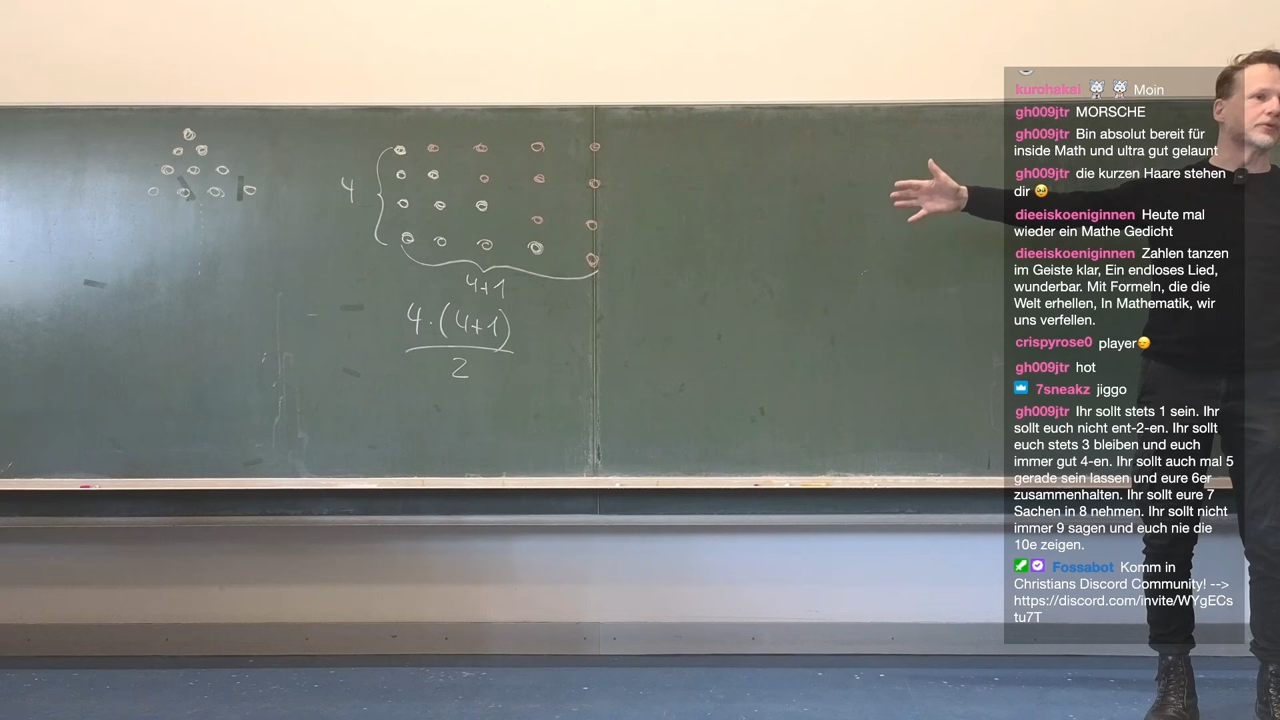 4
4+1
4·(4+1)
2
kurohakai Moin
gh009jtr MORSCHE
gh009jtr Bin absolut bereit für
inside Math und ultra gut gelaunt
gh009jtr die kurzen Haare stehen
dir
dieeiskoeniginnen Heute mal
wieder ein Mathe Gedicht
dieeiskoeniginnen Zahlen tanzen
im Geiste klar, Ein endloses Lied,
wunderbar. Mit Formeln, die die
Welt erhellen, In Mathematik, wir
uns verfellen.
crispyrose0 player
gh009jtr hot
7sneakz jiggo
gh009jtr Ihr sollt stets 1 sein. Ihr
sollt euch nicht ent-2-en. Ihr sollt
euch stets 3 bleiben und euch
immer gut 4-en. Ihr sollt auch mal 5
gerade sein lassen und eure 6er
zusammenhalten. Ihr sollt eure 7
Sachen in 8 nehmen. Ihr sollt nicht
immer 9 sagen und euch nie die
10e zeigen.
Fossabot Komm in
Christians Discord Community! -->
https://discord.com/invite/WYgECs
tu7T